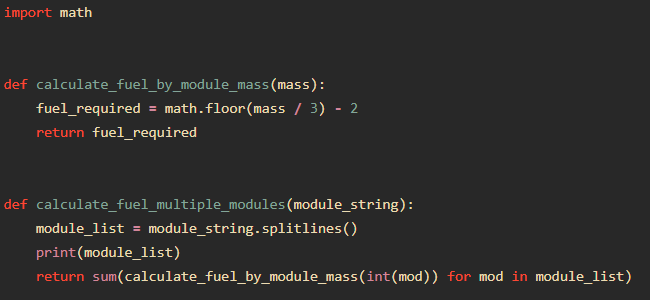 import math
def calculate_fuel_by_module_mass(mass):
    fuel_required = math.floor(mass / 3) - 2
    return fuel_required
def calculate_fuel_multiple_modules(module_string):
    module_list = module_string.splitlines()
    print(module_list)
    return sum(calculate_fuel_by_module_mass(int(mod)) for mod in module_list)